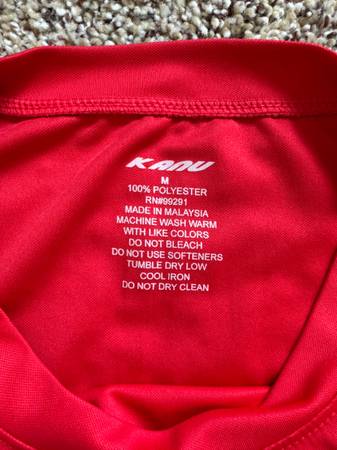 KANU
M
100% POLYESTER
RN#99291
MADE IN MALAYSIA
MACHINE WASH WARM
WITH LIKE COLORS
DO NOT BLEACH
DO NOT USE SOFTENERS
TUMBLE DRY LOW
COOL IRON
DO NOT DRY CLEAN